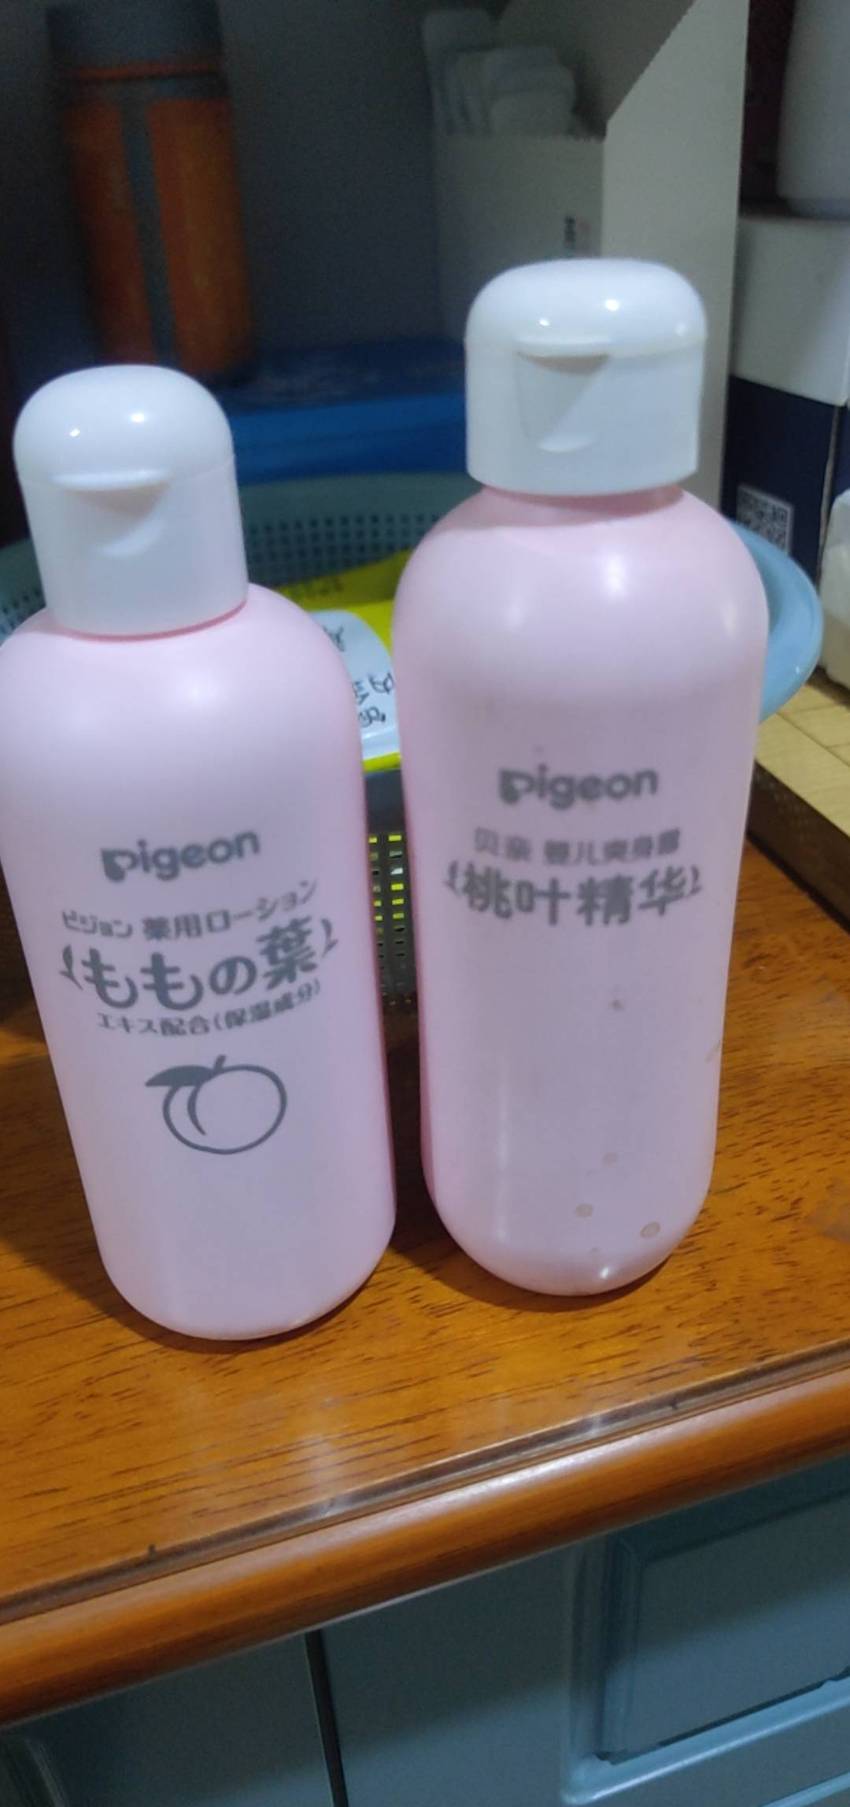 Pigeon
ピジョン 薬用ローション
ももの葉
エキス配合(保湿成分)
Pigeon
贝亲 婴儿爽身露
桃叶精华